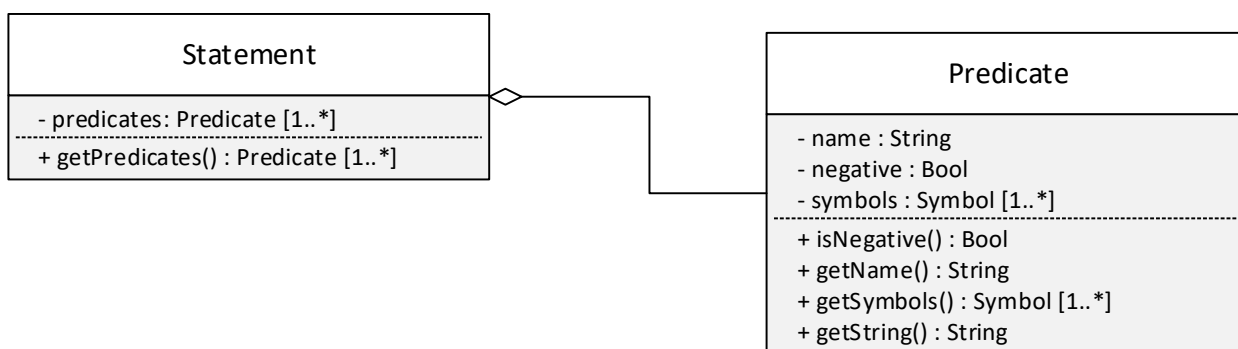 Statement
- predicates: Predicate [1..*]
+ getPredicates() : Predicate [1..*]
Predicate
- name : String
- negative : Bool
- symbols : Symbol [1..*]
+ isNegative() : Bool
+ getName() : String
+ getSymbols() : Symbol [1..*]
+ getString() : String